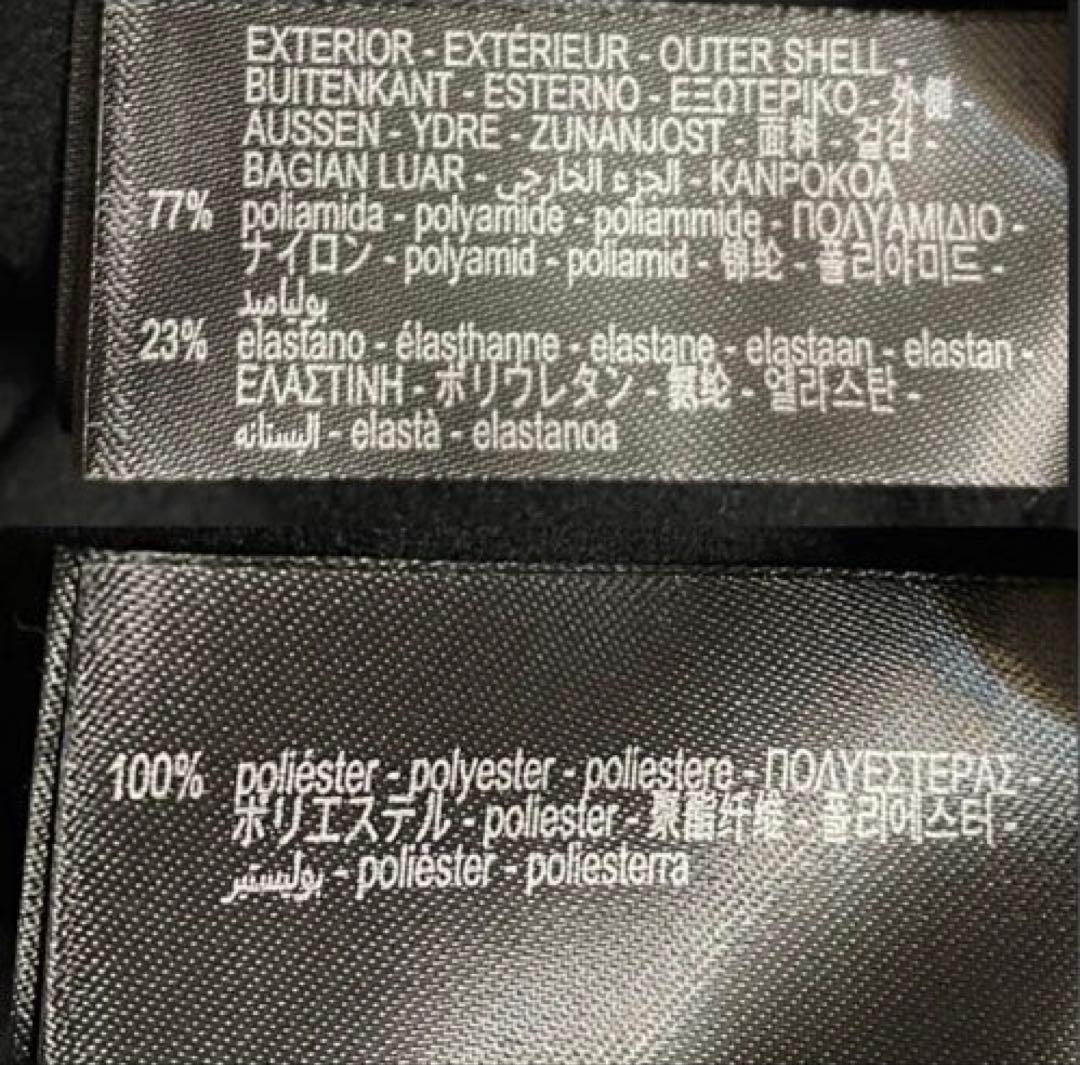 EXTERIOR - EXTÉRIEUR - OUTER SHELL -
BUITENKANT - ESTERNO - ΕΞΩΤΕΡΙΚΟ - 外側 -
AUSSEN - YDRE - ZUNANJOST - 面料 - 겉감 -
BAGIAN LUAR - الجزء الخارجي - KANPOKOA
77% poliamida - polyamide - poliammide - ΠΟΛΥΑΜΙΔΙΟ -
ナイロン - polyamid - poliamid - 锦纶 - 폴리아미드 -
بولياميد
23% elastano - élasthanne - elastane - elastaan - elastan -
ΕΛΑΣΤΙΝΗ - ポリウレタン - 氨纶 - 엘라스탄 -
اليستانه - elastà - elastanoa
100% poliéster - polyester - poliestere - ΠΟΛΥΕΣΤΕΡΑΣ -
ポリエステル - poliester - 聚酯纤维 - 폴리에스터 -
بوليستير - polièster - poliesterra